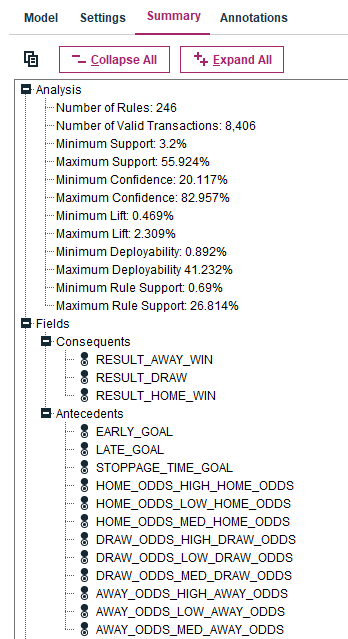 Model Settings Summary Annotations
Collapse All Expand All
Analysis
Number of Rules: 246
Number of Valid Transactions: 8,406
Minimum Support: 3.2%
Maximum Support: 55.924%
Minimum Confidence: 20.117%
Maximum Confidence: 82.957%
Minimum Lift: 0.469%
Maximum Lift: 2.309%
Minimum Deployability: 0.892%
Maximum Deployability 41.232%
Minimum Rule Support: 0.69%
Maximum Rule Support: 26.814%
Fields
Consequents
RESULT_AWAY_WIN
RESULT_DRAW
RESULT_HOME_WIN
Antecedents
EARLY_GOAL
LATE_GOAL
STOPPAGE_TIME_GOAL
HOME_ODDS_HIGH_HOME_ODDS
HOME_ODDS_LOW_HOME_ODDS
HOME_ODDS_MED_HOME_ODDS
DRAW_ODDS_HIGH_DRAW_ODDS
DRAW_ODDS_LOW_DRAW_ODDS
DRAW_ODDS_MED_DRAW_ODDS
AWAY_ODDS_HIGH_AWAY_ODDS
AWAY_ODDS_LOW_AWAY_ODDS
AWAY_ODDS_MED_AWAY_ODDS